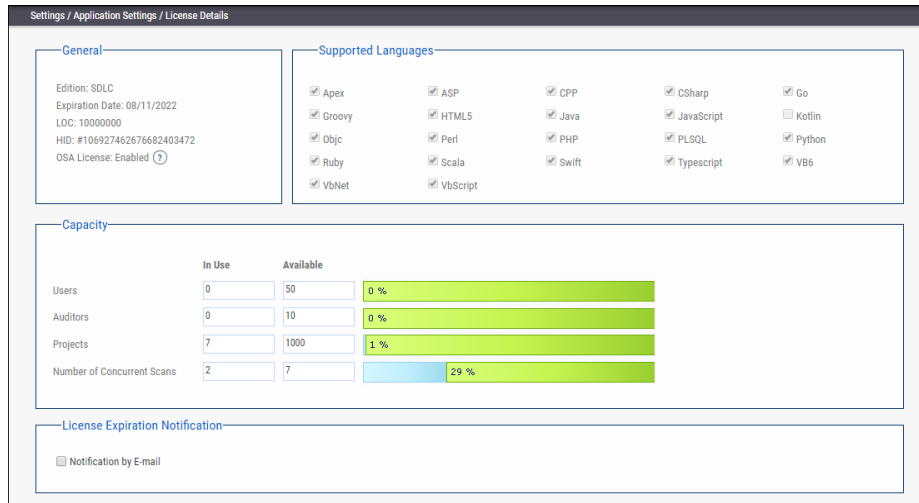 Settings / Application Settings / License Details
General
Edition: SDLC
Expiration Date: 08/11/2022
LOC: 10000000
HID: #106927462676682403472
OSA License: Enabled ?
Supported Languages
Apex ASP CPP CSharp Go
Groovy HTML5 Java JavaScript Kotlin
Objc Perl PHP PLSQL Python
Ruby Scala Swift Typescript VB6
VbNet VbScript
Capacity
In Use Available
Users 0 50 0 %
Auditors 0 10 0 %
Projects 7 1000 1 %
Number of Concurrent Scans 2 7 29 %
License Expiration Notification
Notification by E-mail